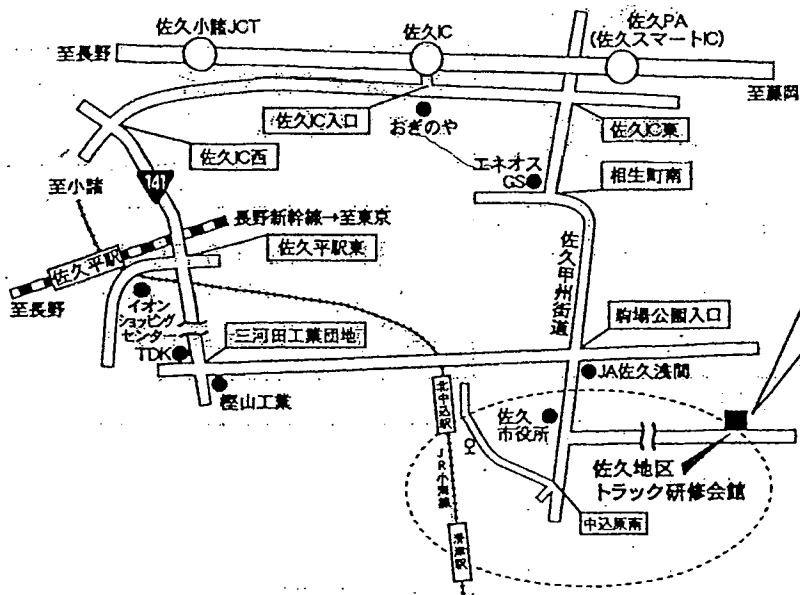 佐久小諸JCT
佐久IC
佐久PA
(佐久スマートIC)
至長野
至藤岡
佐久IC入口
おぎのや
佐久IC東
佐久IC西
エネオス
GS
相生町南
141
至小諸
長野新幹線→至東京
佐久平駅
佐久平駅東
佐久甲州街道
至長野
イオン
ショッピング
センター
駒場公園入口
三河田工業団地
TDK
樫山工業
JA佐久浅間
北中込駅
佐久
市役所
JR小海線
佐久地区
トラック研修会館
中込原南
滑津駅